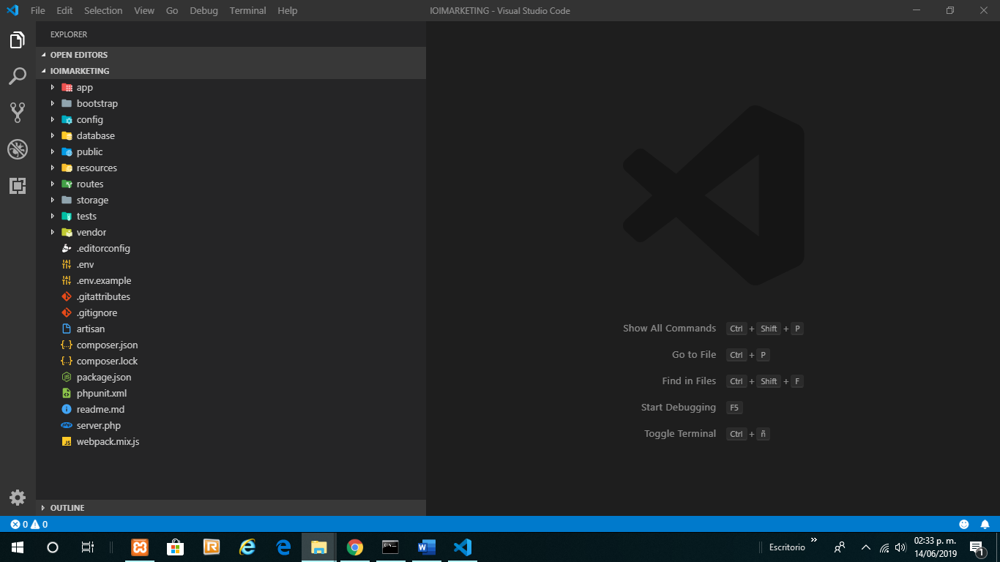 File Edit Selection View Go Debug Terminal Help IOIMARKETING - Visual Studio Code
EXPLORER
OPEN EDITORS
IOIMARKETING
app
bootstrap
config
database
public
resources
routes
storage
tests
vendor
.editorconfig
.env
.env.example
.gitattributes
.gitignore
artisan
{..} composer.json
{..} composer.lock
package.json
phpunit.xml
readme.md
php server.php
JS webpack.mix.js
OUTLINE
Show All Commands Ctrl + Shift + P
Go to File Ctrl + P
Find in Files Ctrl + Shift + F
Start Debugging F5
Toggle Terminal Ctrl + ñ
0 0
Escritorio »
02:33 p. m.
14/06/2019
1